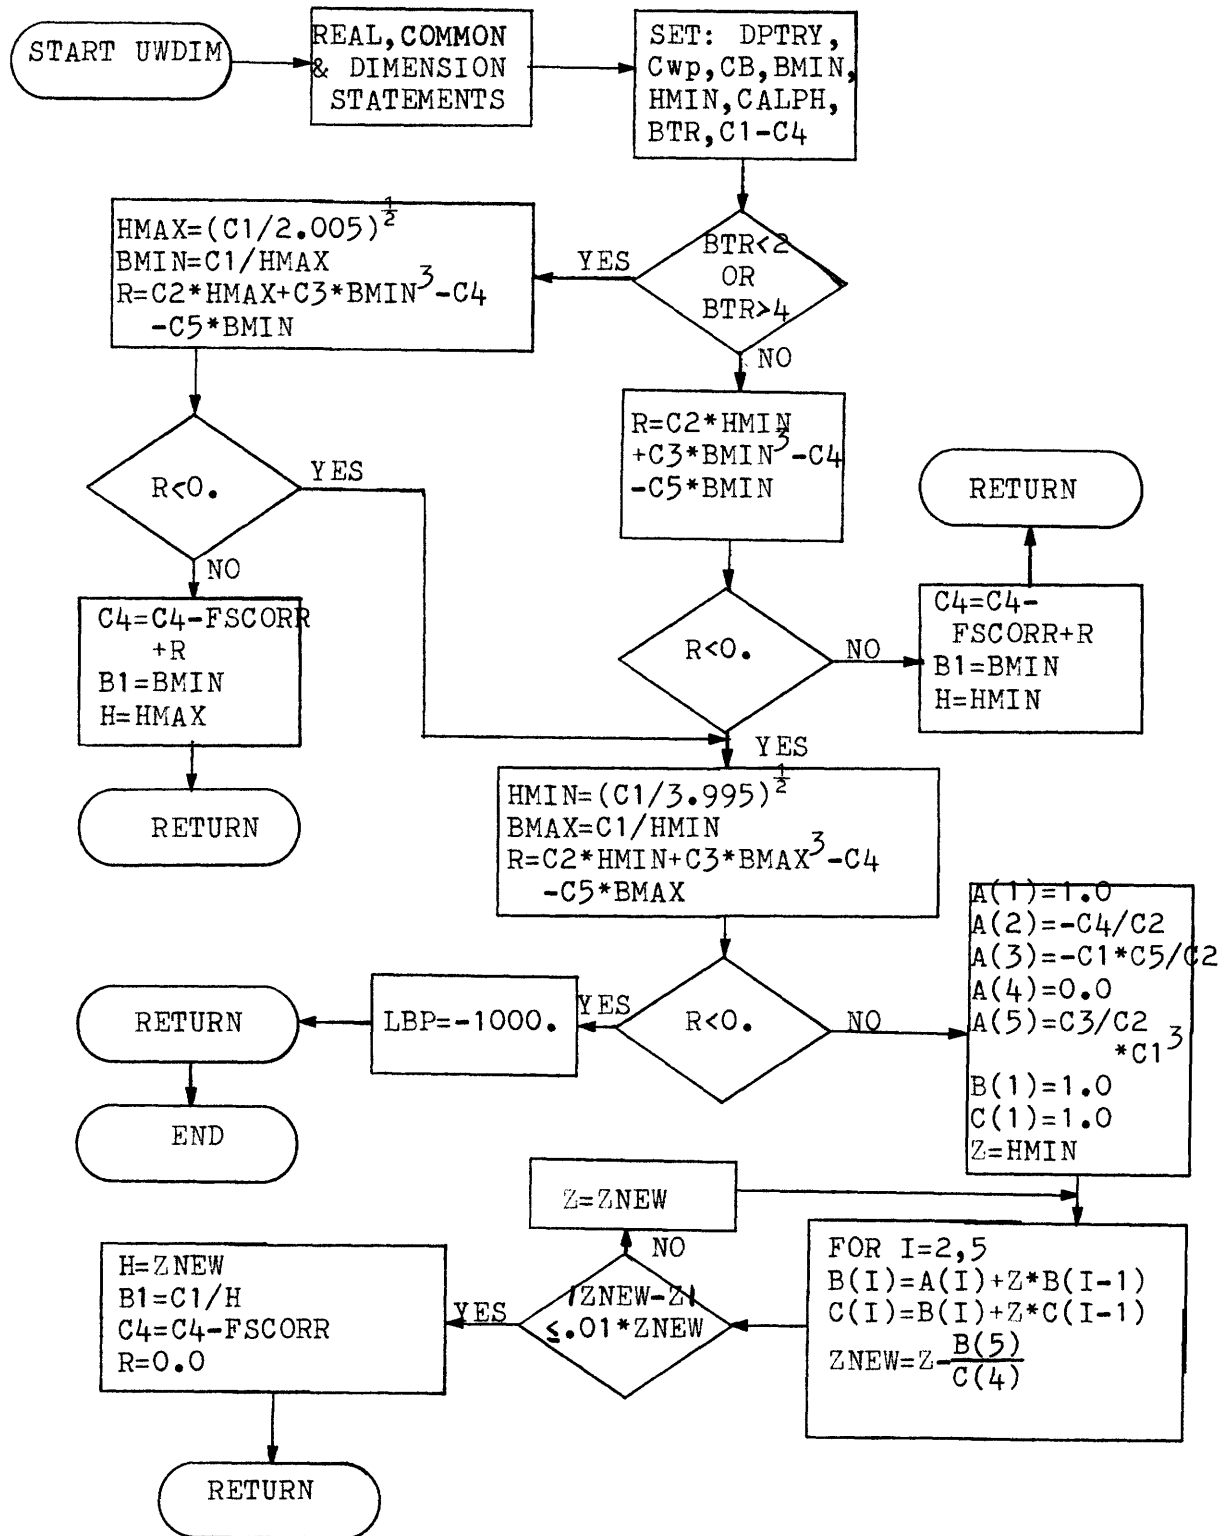 START UWDIM
REAL,COMMON
& DIMENSION
STATEMENTS
SET: DPTRY,
Cwp,CB,BMIN,
HMIN,CALPH,
BTR,C1-C4
BTR<2
OR
BTR>4
YES
NO
HMAX=(C1/2.005)^½
BMIN=C1/HMAX
R=C2*HMAX+C3*BMIN³-C4
-C5*BMIN
R<0.
YES
NO
C4=C4-FSCORR
+R
B1=BMIN
H=HMAX
RETURN
R=C2*HMIN
+C3*BMIN³-C4
-C5*BMIN
R<0.
NO
YES
C4=C4-
FSCORR+R
B1=BMIN
H=HMIN
RETURN
HMIN=(C1/3.995)^½
BMAX=C1/HMIN
R=C2*HMIN+C3*BMAX³-C4
-C5*BMAX
R<0.
YES
NO
LBP=-1000.
RETURN
END
A(1)=1.0
A(2)=-C4/C2
A(3)=-C1*C5/C2
A(4)=0.0
A(5)=C3/C2
*C1³
B(1)=1.0
C(1)=1.0
Z=HMIN
FOR I=2,5
B(I)=A(I)+Z*B(I-1)
C(I)=B(I)+Z*C(I-1)
ZNEW=Z-B(5)/C(4)
|ZNEW-Z|
≤.01*ZNEW
NO
YES
Z=ZNEW
H=ZNEW
B1=C1/H
C4=C4-FSCORR
R=0.0
RETURN